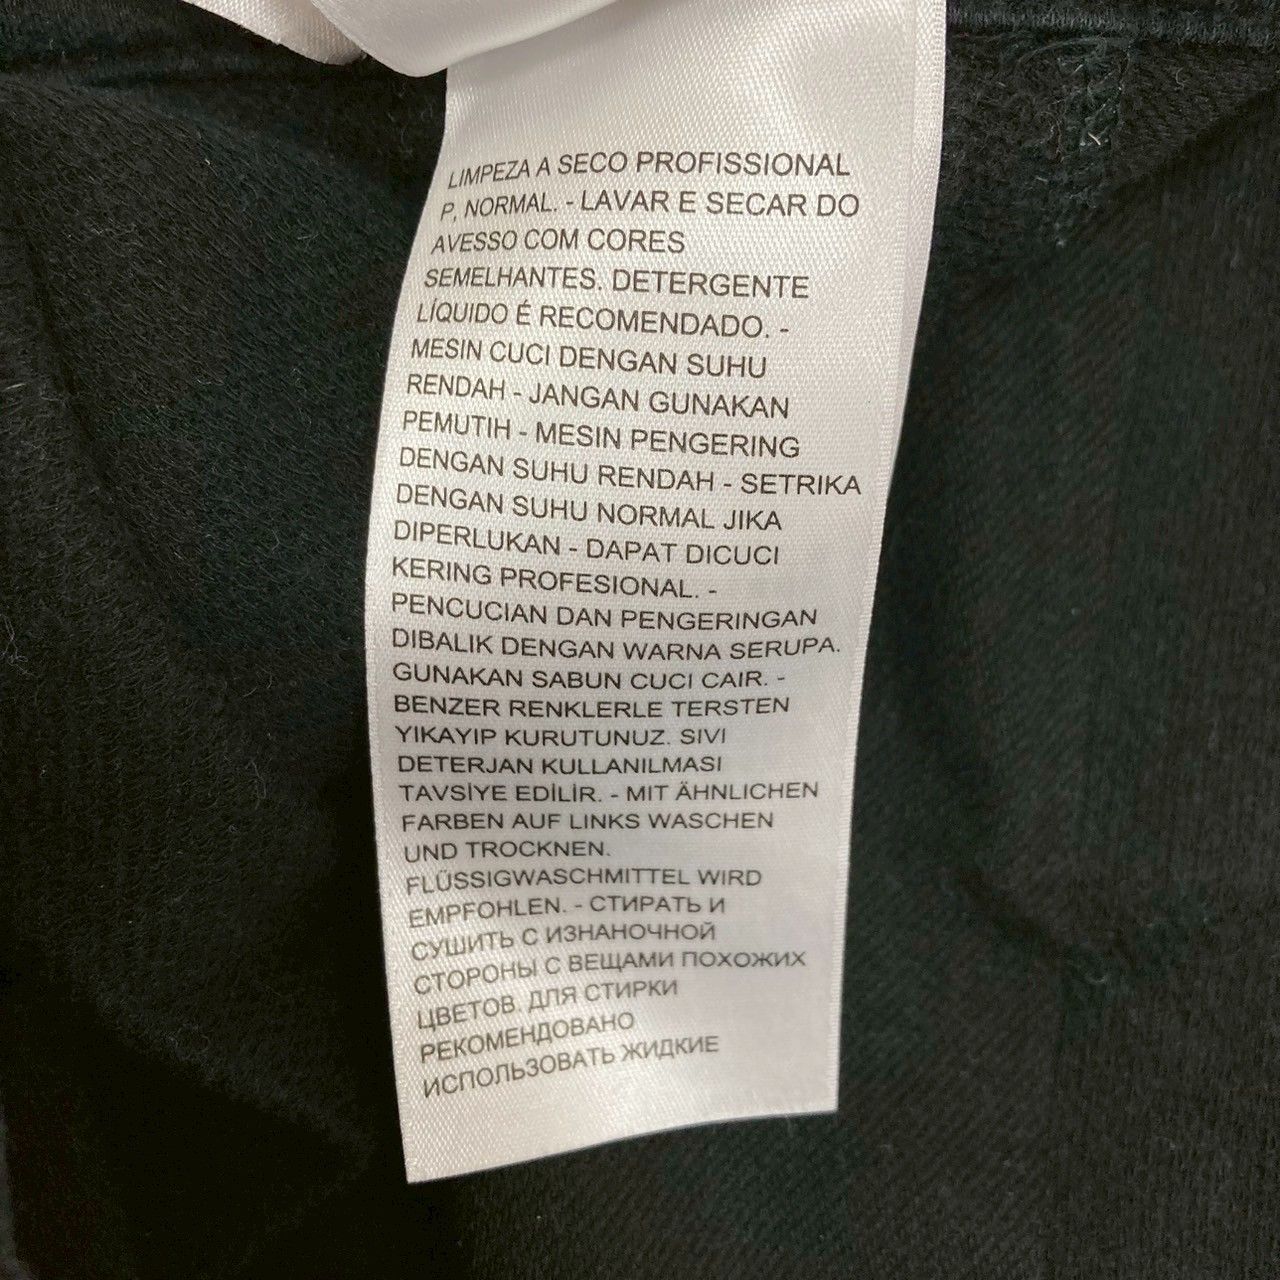 LIMPEZA A SECO PROFISSIONAL
P, NORMAL. - LAVAR E SECAR DO
AVESSO COM CORES
SEMELHANTES. DETERGENTE
LÍQUIDO É RECOMENDADO. -
MESIN CUCI DENGAN SUHU
RENDAH - JANGAN GUNAKAN
PEMUTIH - MESIN PENGERING
DENGAN SUHU RENDAH - SETRIKA
DENGAN SUHU NORMAL JIKA
DIPERLUKAN - DAPAT DICUCI
KERING PROFESIONAL. -
PENCUCIAN DAN PENGERINGAN
DIBALIK DENGAN WARNA SERUPA.
GUNAKAN SABUN CUCI CAIR. -
BENZER RENKLERLE TERSTEN
YIKAYIP KURUTUNUZ. SIVI
DETERJAN KULLANILMASI
TAVSİYE EDİLİR. - MIT ÄHNLICHEN
FARBEN AUF LINKS WASCHEN
UND TROCKNEN.
FLÜSSIGWASCHMITTEL WIRD
EMPFOHLEN. - СТИРАТЬ И
СУШИТЬ С ИЗНАНОЧНОЙ
СТОРОНЫ С ВЕЩАМИ ПОХОЖИХ
ЦВЕТОВ. ДЛЯ СТИРКИ
РЕКОМЕНДОВАНО
ИСПОЛЬЗОВАТЬ ЖИДКИЕ